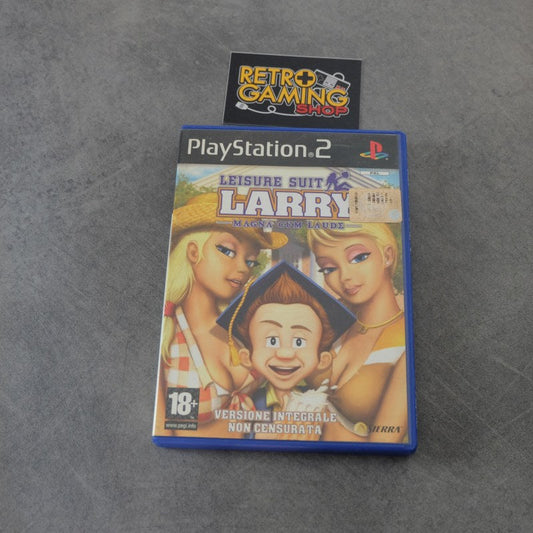 RETRO
GAMING
SHOP
PlayStation®2
LEISURE SUIT
LARRY
MAGNA CUM LAUDE
18+
www.pegi.info
VERSIONE INTEGRALE
NON CENSURATA
SIERRA